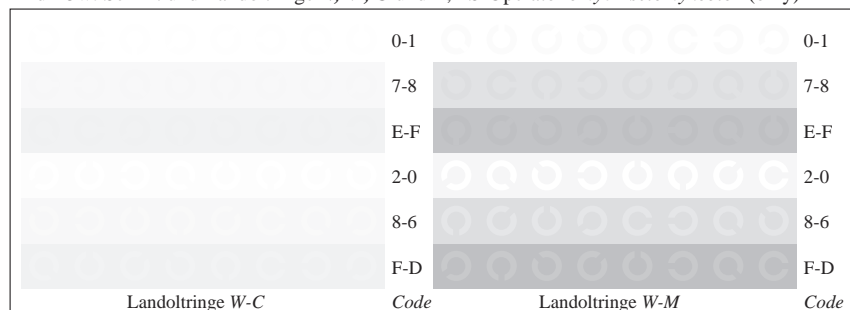 0-1 0-1
7-8 7-8
E-F E-F
2-0 2-0
8-6 8-6
F-D F-D
Landoltringe W-C Code Landoltringe W-M Code